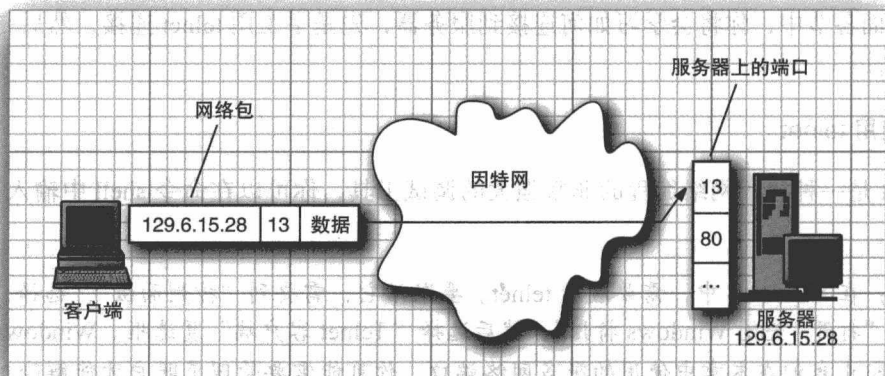 服务器上的端口
网络包
因特网
129.6.15.28 13 数据
13
80
...
客户端
服务器
129.6.15.28